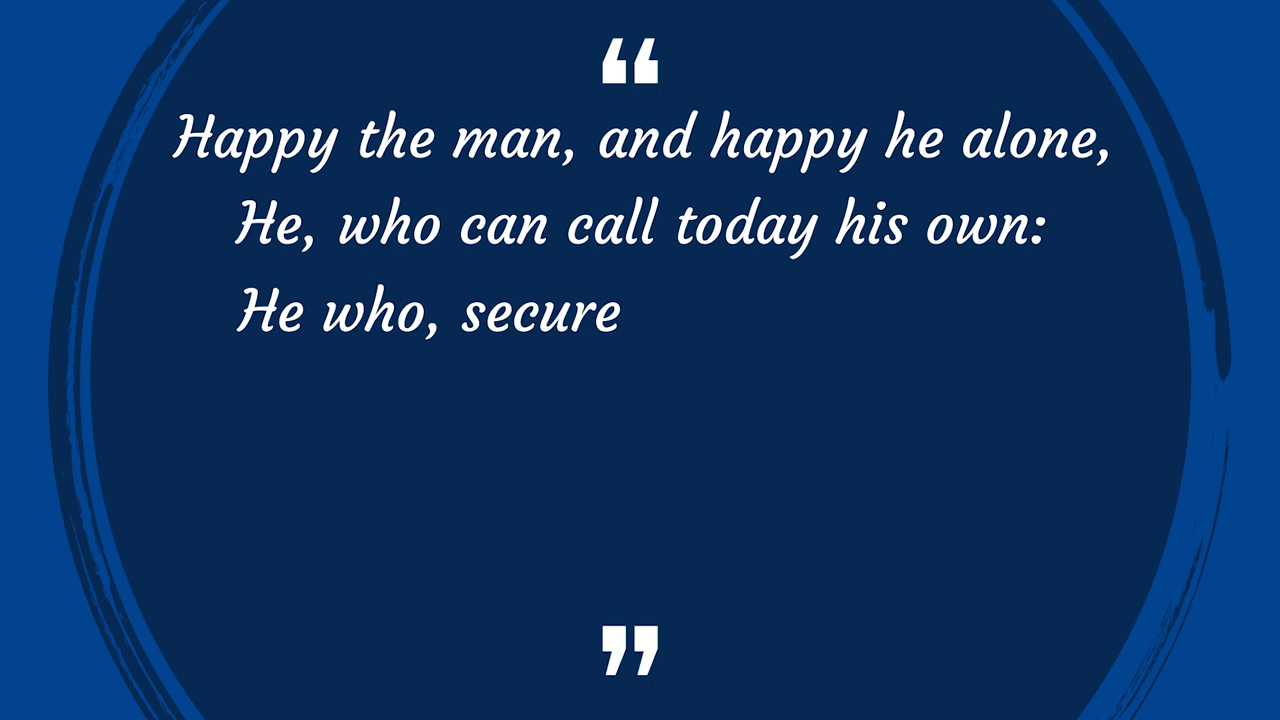 “
Happy the man, and happy he alone,
He, who can call today his own:
He who, secure
”